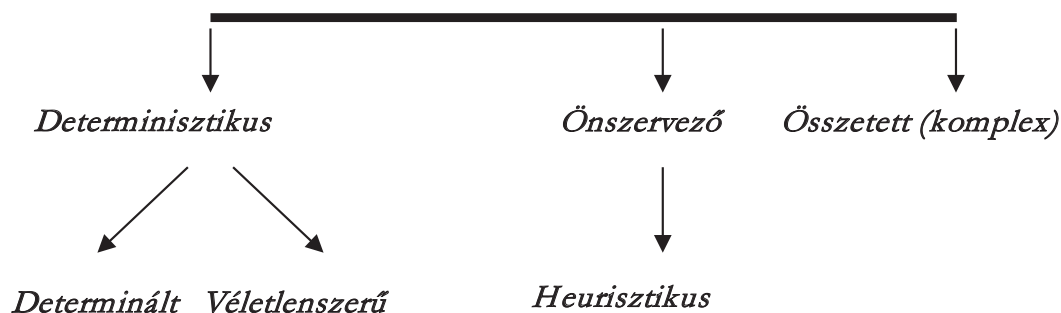 Determinisztikus Önszervező Összetett (komplex)
Determinált Véletlenszerű Heurisztikus